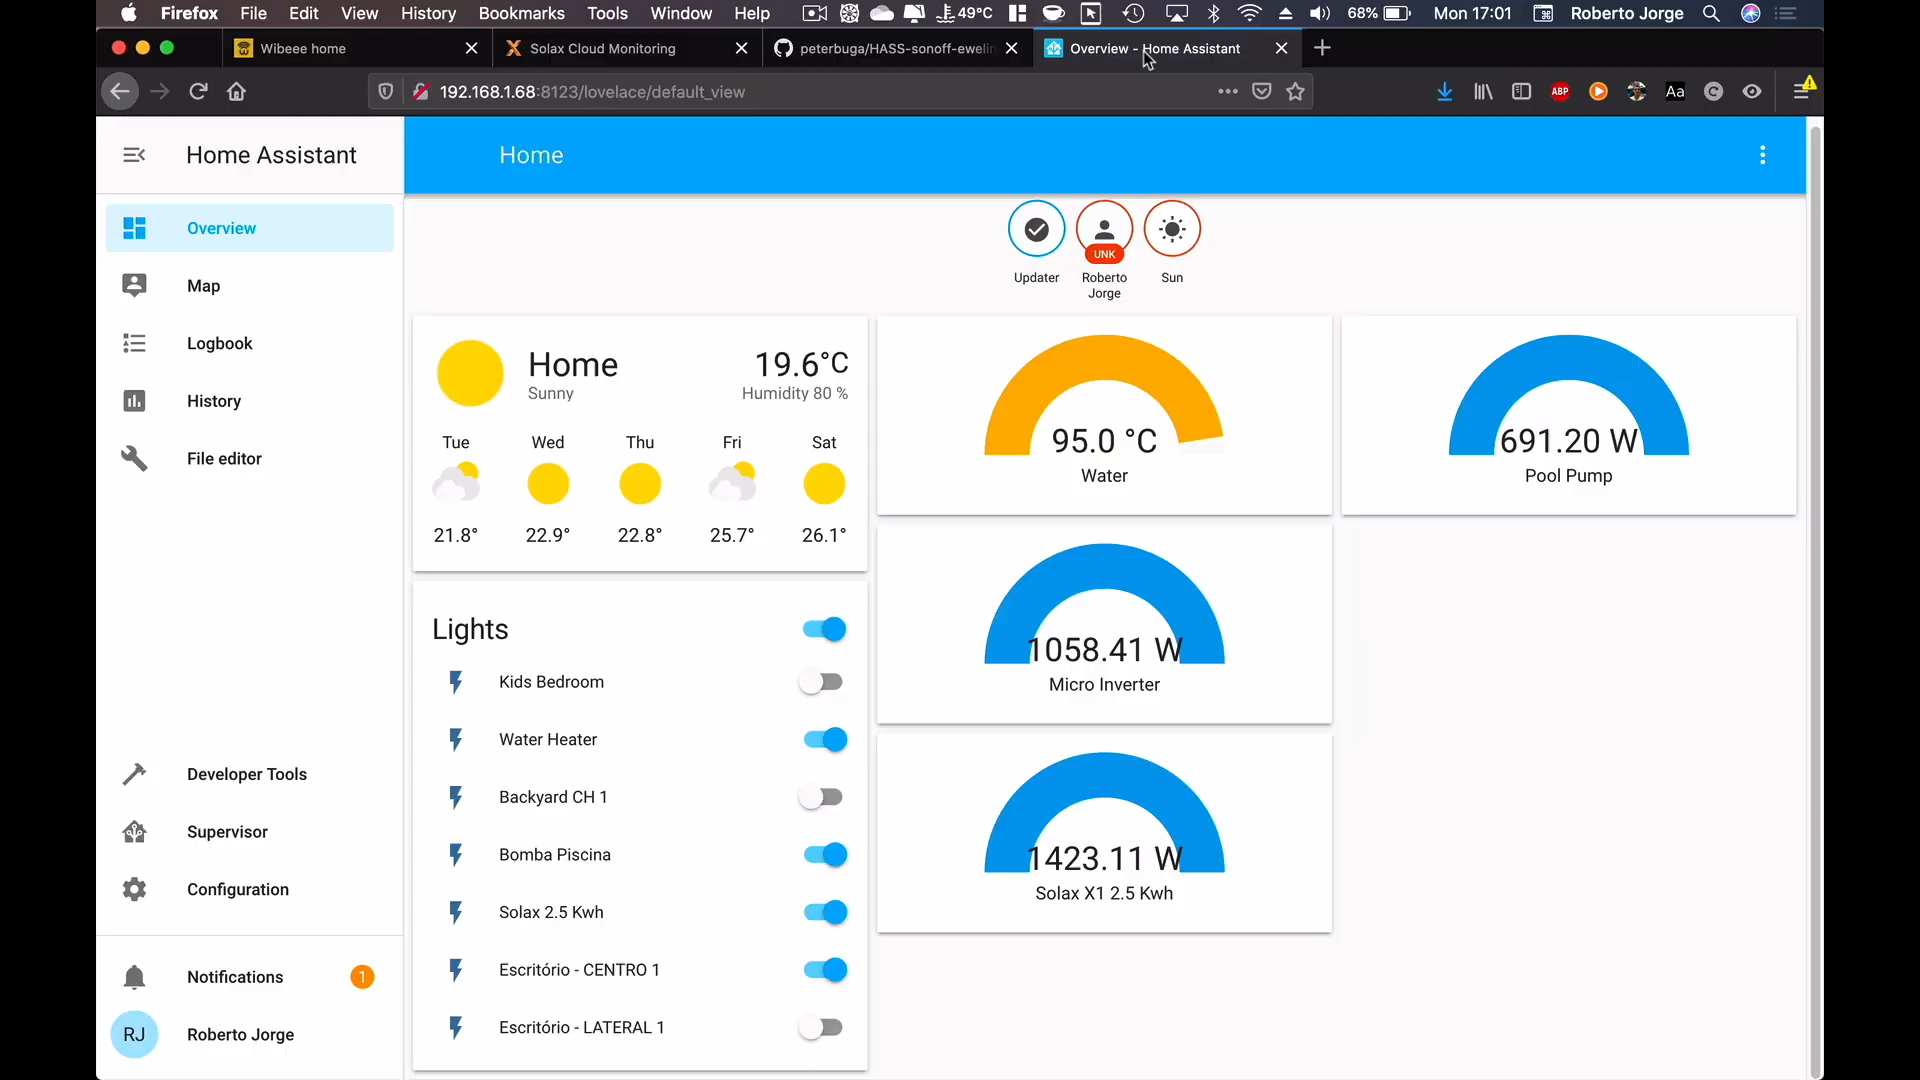 Firefox File Edit View History Bookmarks Tools Window Help 49°C 68% Mon 17:01 Roberto Jorge
Wibeee home
Solax Cloud Monitoring
peterbuga/HASS-sonoff-ewelin
Overview - Home Assistant
192.168.1.68:8123/lovelace/default_view
ABP
Aa
Home Assistant
Home
Overview
Map
Logbook
History
File editor
Developer Tools
Supervisor
Configuration
Notifications 1
RJ Roberto Jorge
Updater
UNK
Roberto
Jorge
Sun
Home 19.6°C
Sunny Humidity 80 %
Tue Wed Thu Fri Sat
21.8° 22.9° 22.8° 25.7° 26.1°
Lights
Kids Bedroom
Water Heater
Backyard CH 1
Bomba Piscina
Solax 2.5 Kwh
Escritório - CENTRO 1
Escritório - LATERAL 1
95.0 °C
Water
1058.41 W
Micro Inverter
1423.11 W
Solax X1 2.5 Kwh
691.20 W
Pool Pump